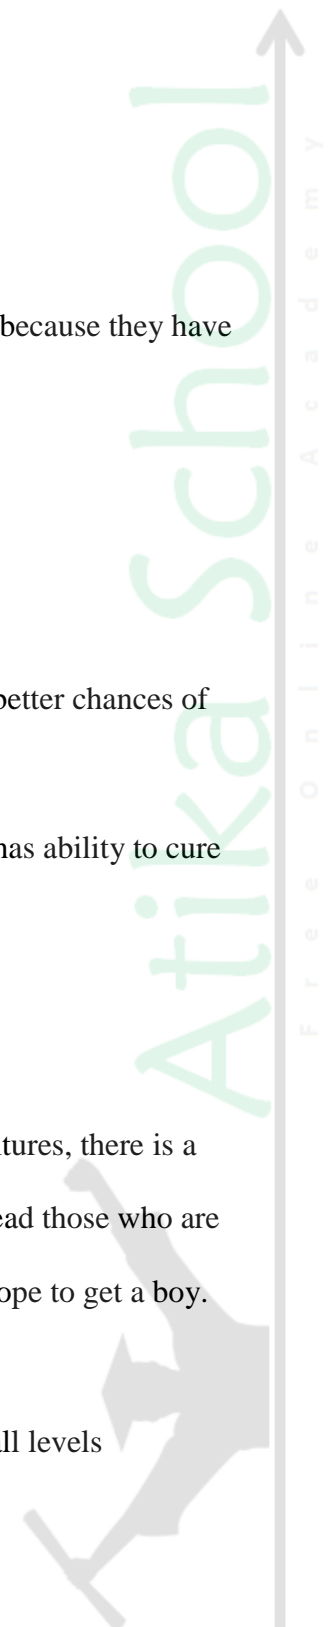 because they have
better chances of
has ability to cure
tures, there is a
ead those who are
ope to get a boy.
all levels
Atika School
Free Online Academy